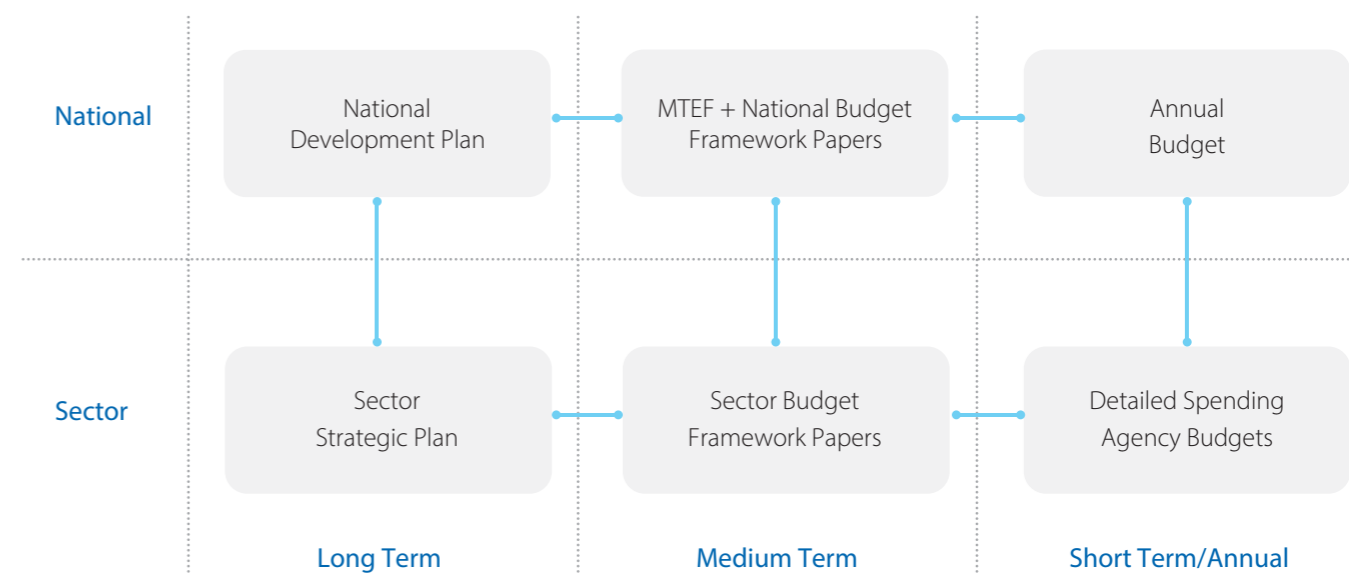 National
National
Development Plan
MTEF + National Budget
Framework Papers
Annual
Budget
Sector
Sector
Strategic Plan
Sector Budget
Framework Papers
Detailed Spending
Agency Budgets
Long Term
Medium Term
Short Term/Annual